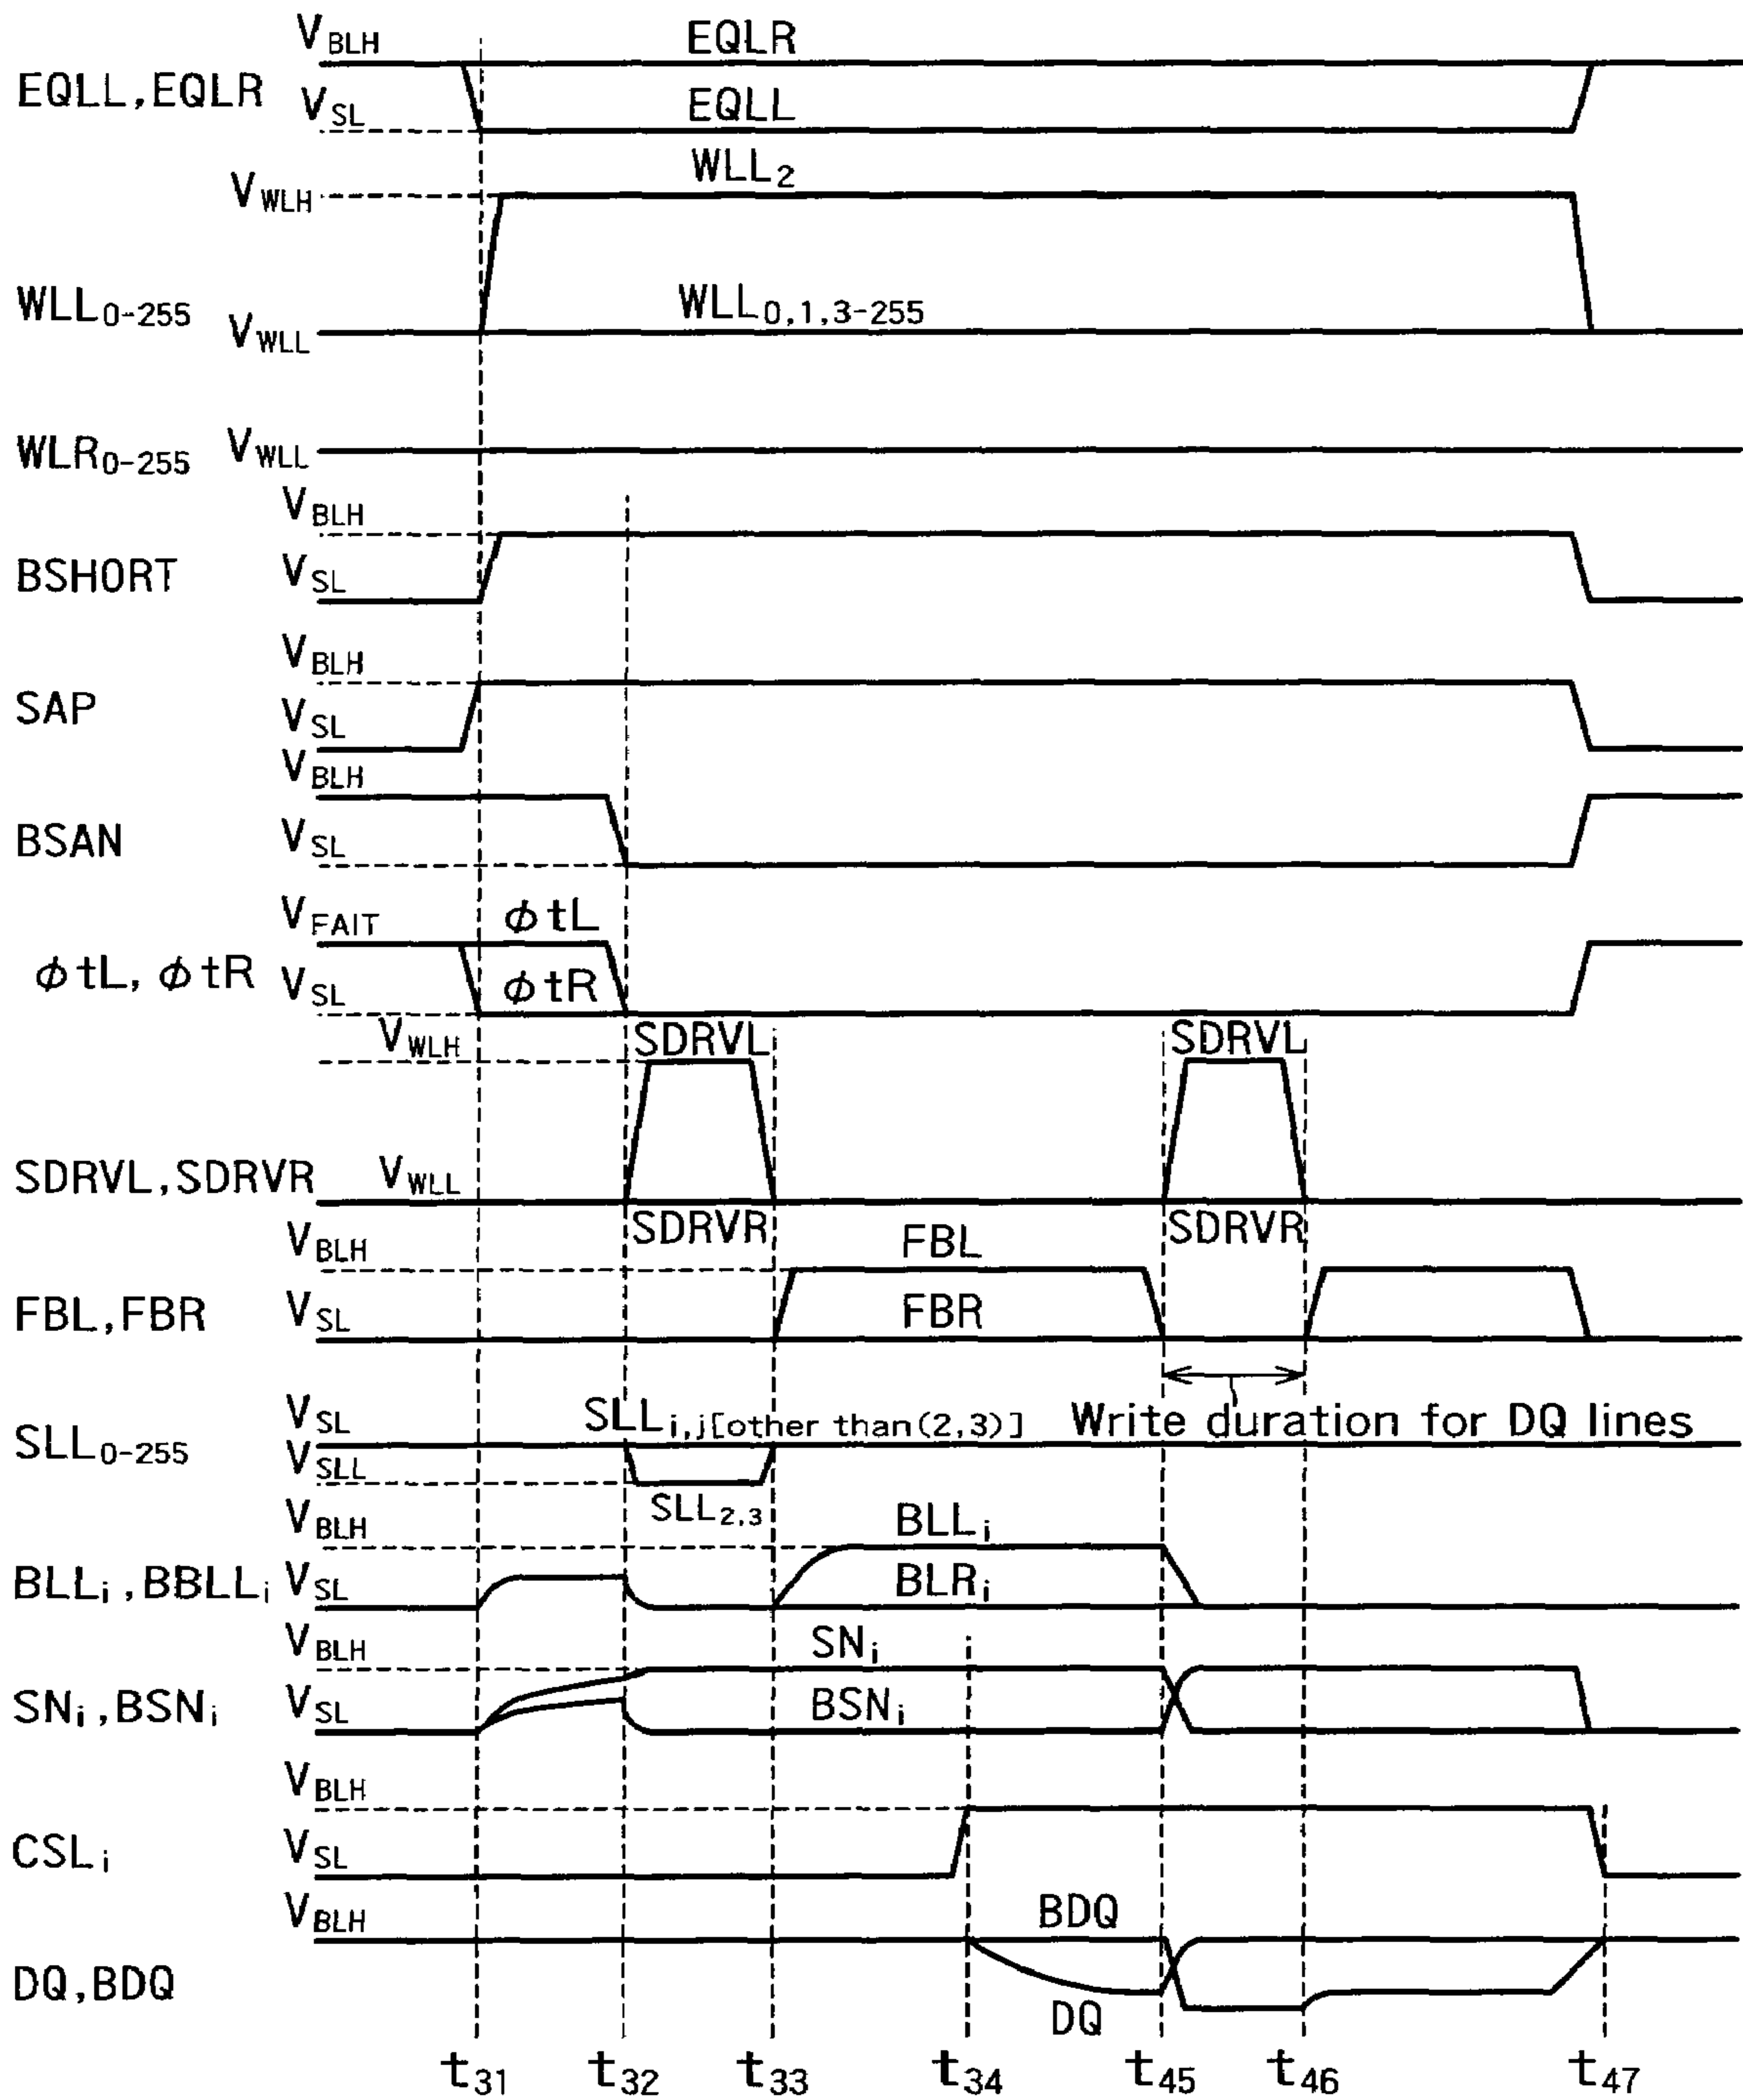 V_BLH EQLR
EQLL,EQLR
V_SL EQLL
WLL_2
V_WLH
WLL_0-255 WLL_0,1,3-255
V_WLL
WLR_0-255 V_WLL
V_BLH
BSHORT V_SL
V_BLH
SAP V_SL
V_BLH
BSAN V_SL
V_FAIT ϕtL
ϕtL, ϕtR V_SL ϕtR
V_WLH SDRVL SDRVL
SDRVL,SDRVR V_WLL
SDRVR SDRVR
V_BLH FBL
FBL,FBR V_SL FBR
V_SL SLL_i,j[other than(2,3)] Write duration for DQ lines
SLL_0-255
V_SLL
SLL_2,3
V_BLH BLL_i
BLL_i,BBLL_i V_SL BLR_i
V_BLH SN_i
SN_i,BSN_i V_SL BSN_i
V_BLH
CSL_i V_SL
V_BLH BDQ
DQ,BDQ
DQ
t_31 t_32 t_33 t_34 t_45 t_46 t_47